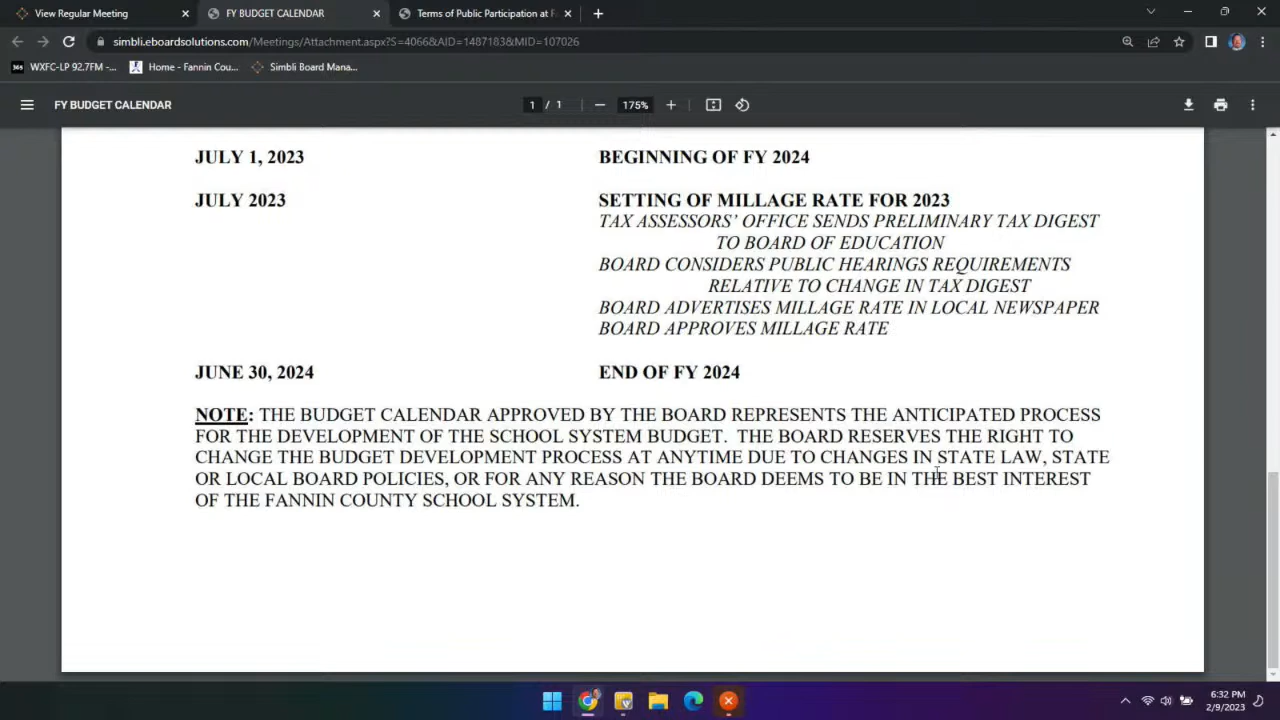 View Regular Meeting
FY BUDGET CALENDAR
Terms of Public Participation at F
simbli.eboardsolutions.com/Meetings/Attachment.aspx?S=4066&AID=1487183&MID=107026
WXFC-LP 92.7FM -...
Home - Fannin Cou...
Simbli Board Mana...
FY BUDGET CALENDAR
1 / 1
175%
JULY 1, 2023 BEGINNING OF FY 2024
JULY 2023 SETTING OF MILLAGE RATE FOR 2023
TAX ASSESSORS' OFFICE SENDS PRELIMINARY TAX DIGEST
TO BOARD OF EDUCATION
BOARD CONSIDERS PUBLIC HEARINGS REQUIREMENTS
RELATIVE TO CHANGE IN TAX DIGEST
BOARD ADVERTISES MILLAGE RATE IN LOCAL NEWSPAPER
BOARD APPROVES MILLAGE RATE
JUNE 30, 2024 END OF FY 2024
NOTE: THE BUDGET CALENDAR APPROVED BY THE BOARD REPRESENTS THE ANTICIPATED PROCESS
FOR THE DEVELOPMENT OF THE SCHOOL SYSTEM BUDGET. THE BOARD RESERVES THE RIGHT TO
CHANGE THE BUDGET DEVELOPMENT PROCESS AT ANYTIME DUE TO CHANGES IN STATE LAW, STATE
OR LOCAL BOARD POLICIES, OR FOR ANY REASON THE BOARD DEEMS TO BE IN THE BEST INTEREST
OF THE FANNIN COUNTY SCHOOL SYSTEM.
6:32 PM
2/9/2023